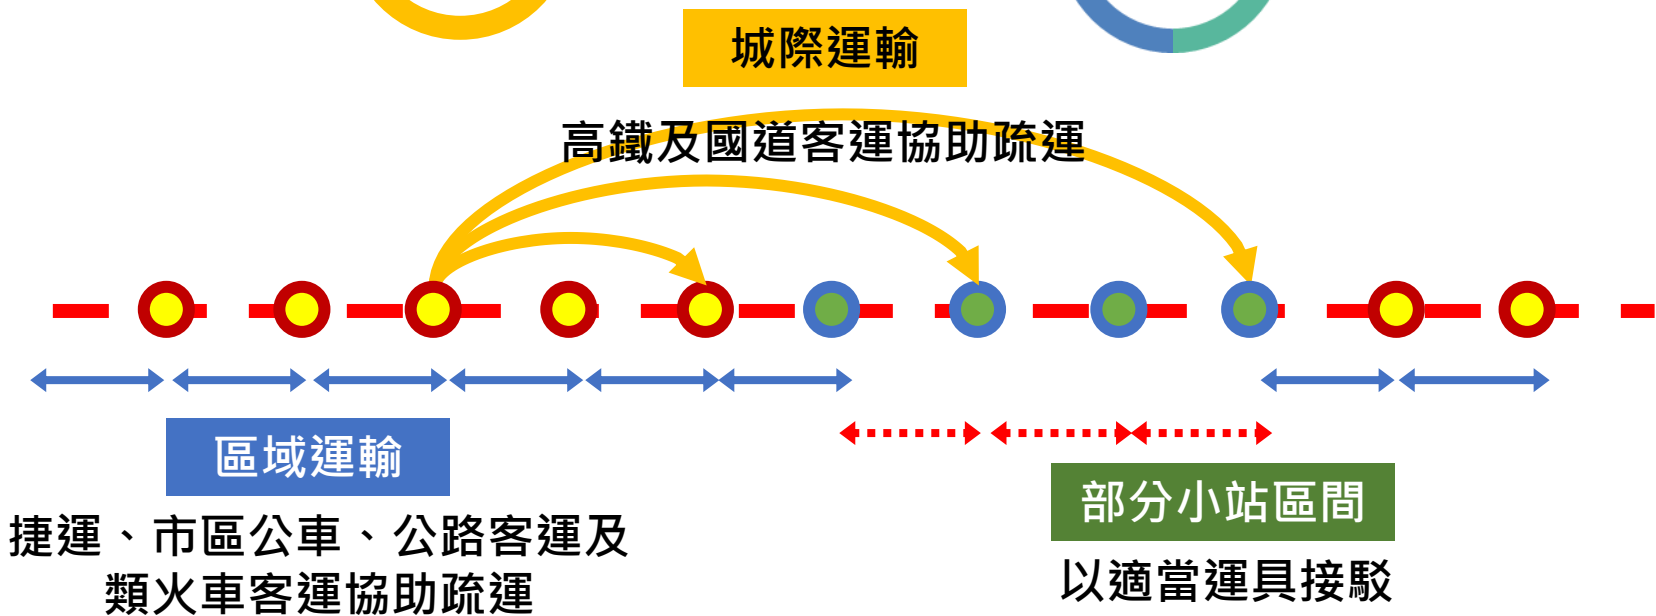 城際運輸
高鐵及國道客運協助疏運
區域運輸
捷運、市區公車、公路客運及
類火車客運協助疏運
部分小站區間
以適當運具接駁